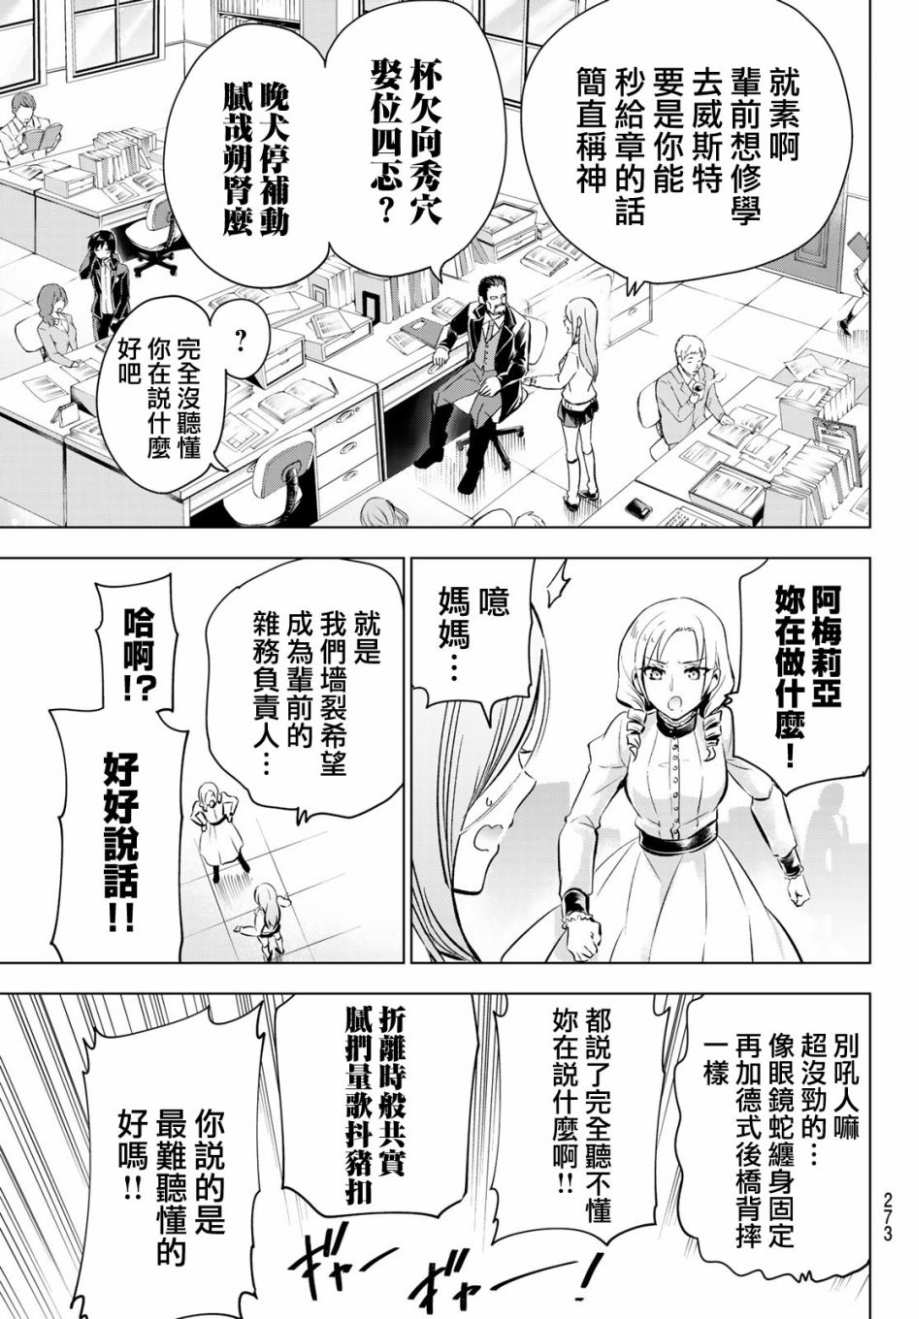 就素啊
輩前想修學
去威斯特
要是你能
秒給章的話
簡直稱神
杯欠向秀穴
娶位四忑？
晚犬停補動
膩哉朔腎麼
？
完全沒聽懂
你在說什麼
好吧
阿梅莉亞
妳在做什麼！
噫
媽媽…
就是
我們墻裂希望
成為輩前的
雜務負責人…
哈啊!?
好好說話!!
別吼人嘛
超沒勁的…
像眼鏡蛇纏身固定
再加德式後橋背摔
一樣
都說了完全聽不懂
妳在說什麼啊!!
折離時般共實
膩捫量歌抖豬扣
你說的是
最難聽懂的
好嗎!!
ギャー
ギャー！
273